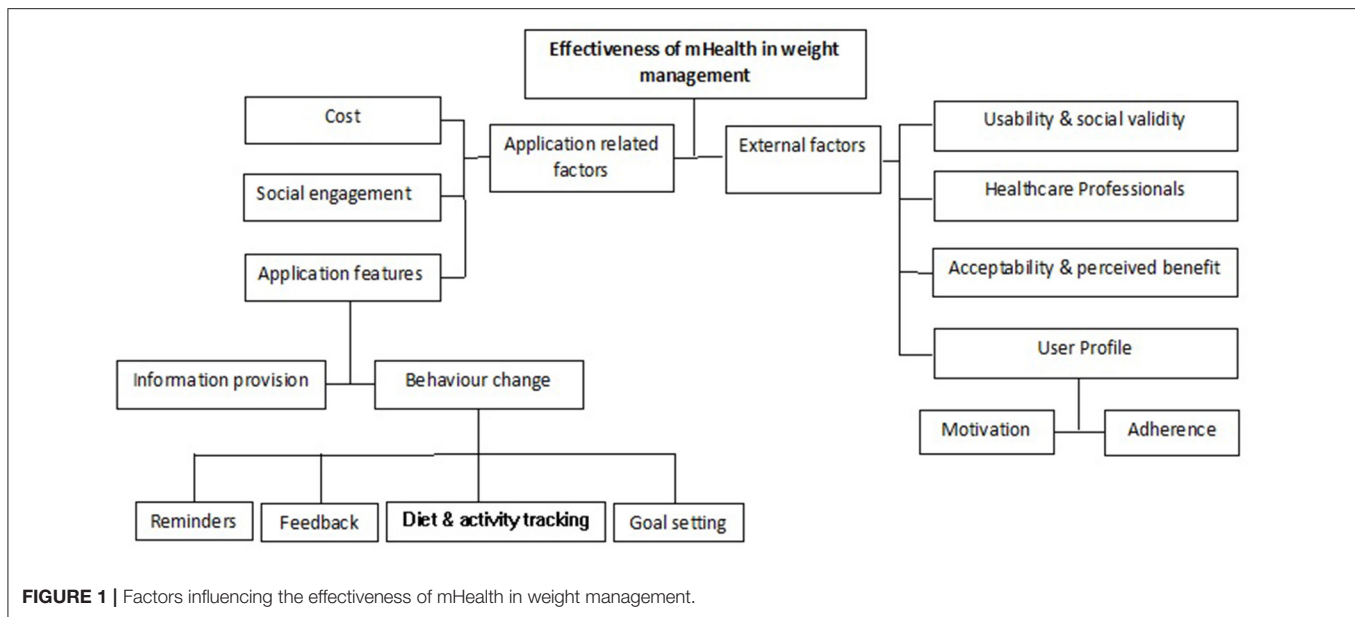 Effectiveness of mHealth in weight
management
Cost
Application related
factors
External factors
Usability & social validity
Social engagement
Healthcare Professionals
Application features
Acceptability & perceived benefit
User Profile
Information provision
Behaviour change
Motivation
Adherence
Reminders
Feedback
Diet & activity tracking
Goal setting
FIGURE 1 | Factors influencing the effectiveness of mHealth in weight management.